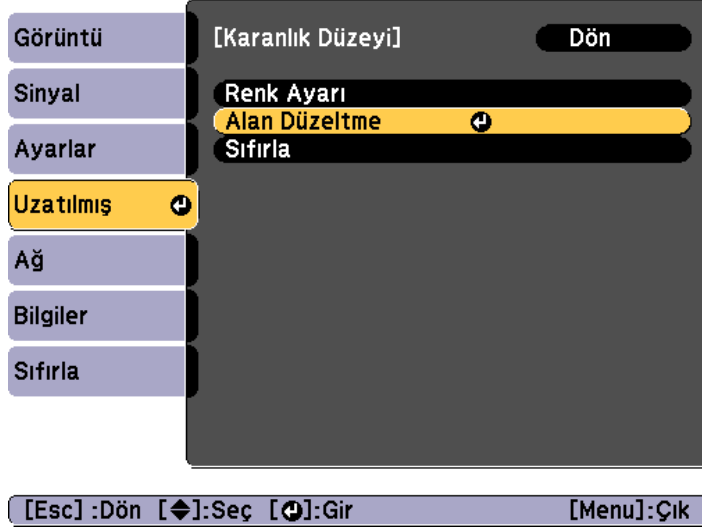 Görüntü
Sinyal
Ayarlar
Uzatılmış
Ağ
Bilgiler
Sıfırla
[Karanlık Düzeyi] Dön
Renk Ayarı
Alan Düzeltme
Sıfırla
[Esc] :Dön [◆]:Seç [⏎]:Gir [Menu]:Çık